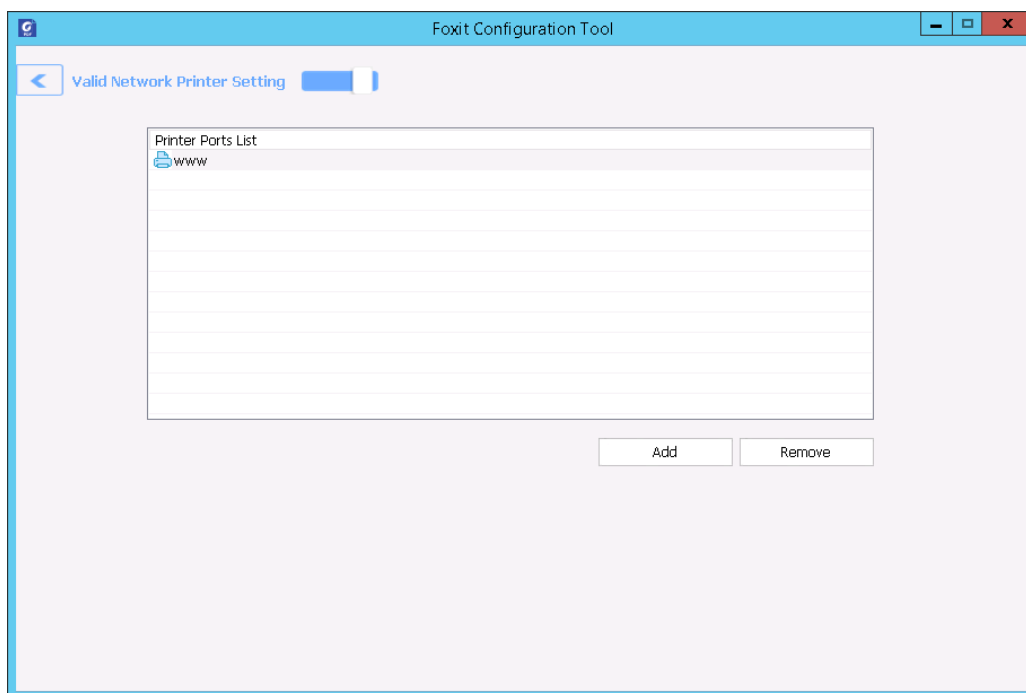 Foxit Configuration Tool
Valid Network Printer Setting
Printer Ports List
www
Add
Remove